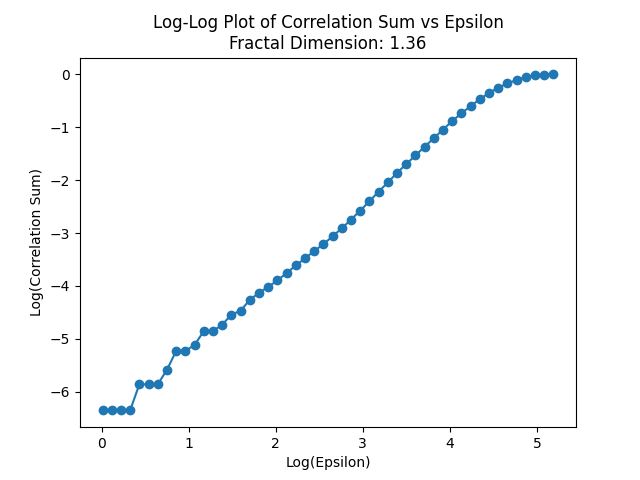 Log-Log Plot of Correlation Sum vs Epsilon
Fractal Dimension: 1.36
Log(Correlation Sum)
0
−1
−2
−3
−4
−5
−6
0 1 2 3 4 5
Log(Epsilon)